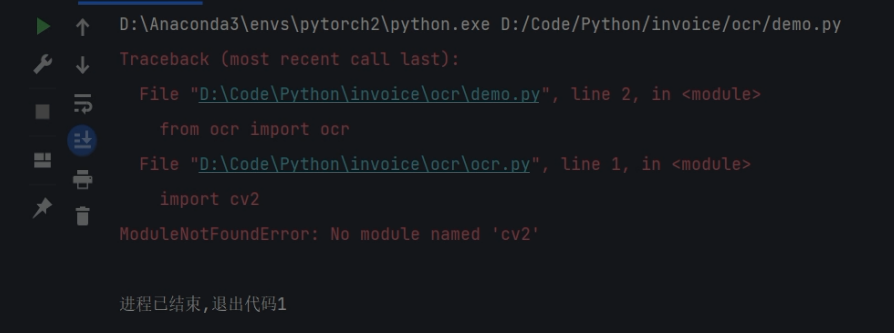 D:\Anaconda3\envs\pytorch2\python.exe D:/Code/Python/invoice/ocr/demo.py
Traceback (most recent call last):
  File "D:\Code\Python\invoice\ocr\demo.py", line 2, in <module>
    from ocr import ocr
  File "D:\Code\Python\invoice\ocr\ocr.py", line 1, in <module>
    import cv2
ModuleNotFoundError: No module named 'cv2'
进程已结束,退出代码1